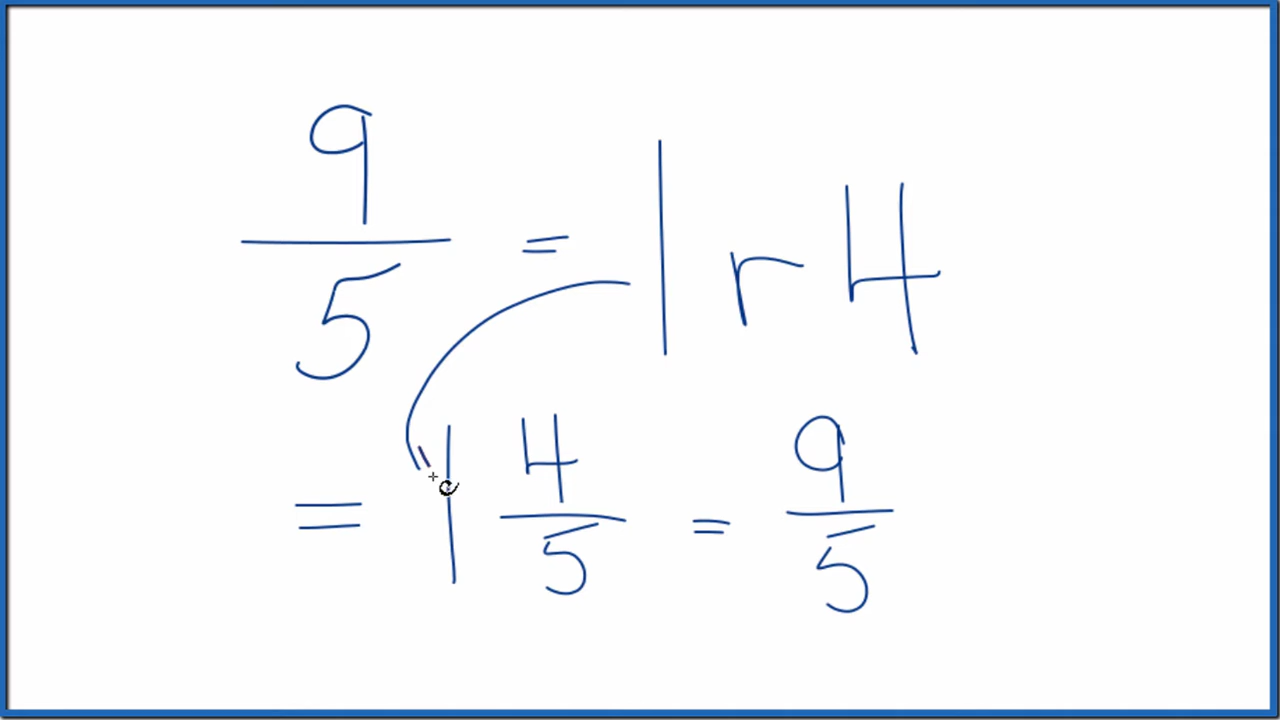 9/5 = 1 r 4
= 1 4/5 = 9/5